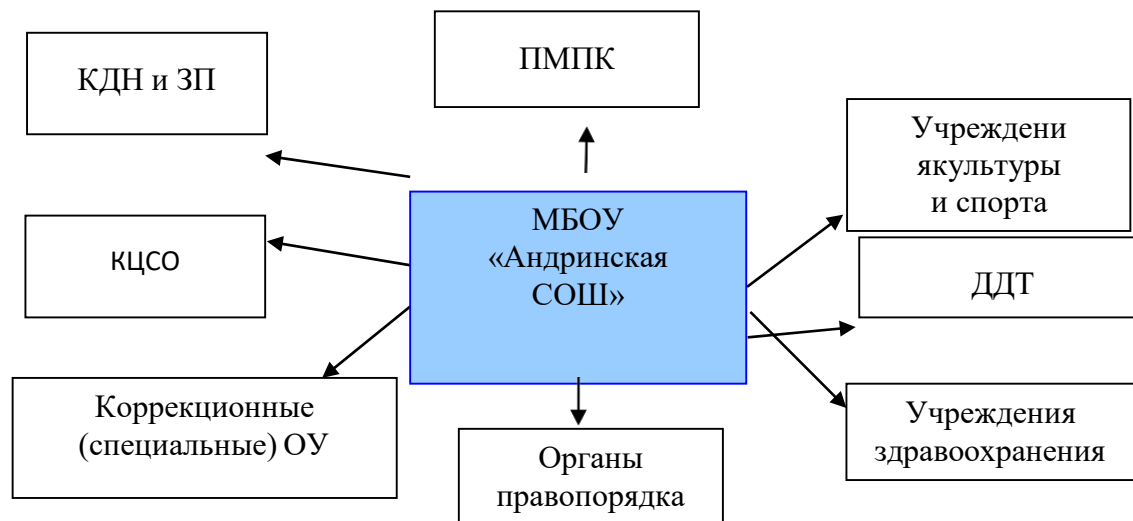 КДН и ЗП
ПМПК
Учреждени
якультуры
и спорта
МБОУ
«Андринская
СОШ»
КЦСО
ДДТ
Коррекционные
(специальные) ОУ
Органы
правопорядка
Учреждения
здравоохранения